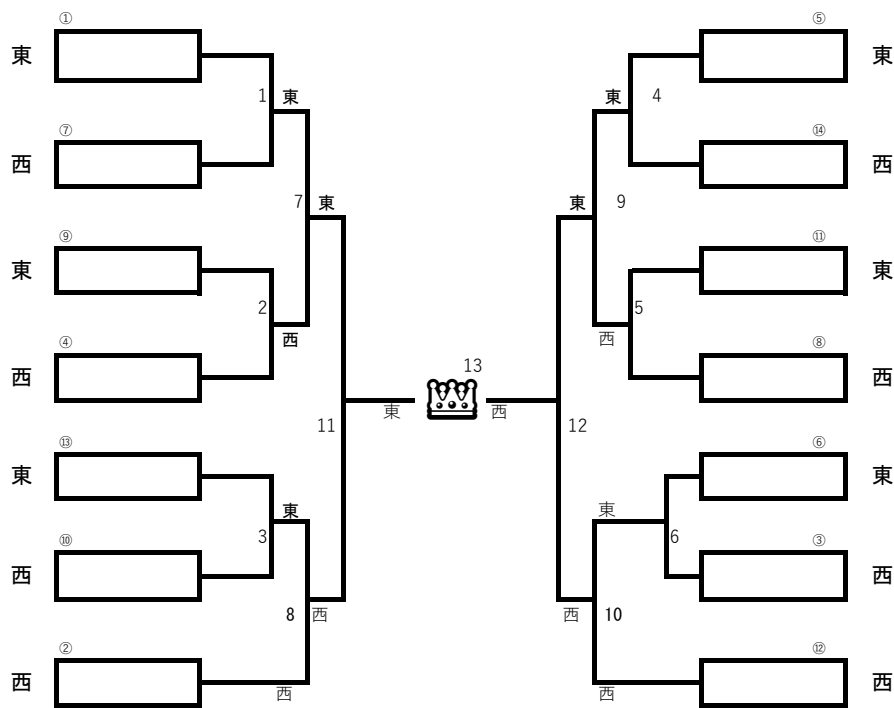 ① ⑤
東 東
1 東 東 4
⑦ ⑭
西 西
7 東 東 9
⑨ ⑪
東 東
2 5
西 西
④ ⑧
西 西
13
東 西
11 12
⑬ ⑥
東 東
東 東
3 6
⑩ ③
西 西
8 西 西 10
② ⑫
西 西
西 西